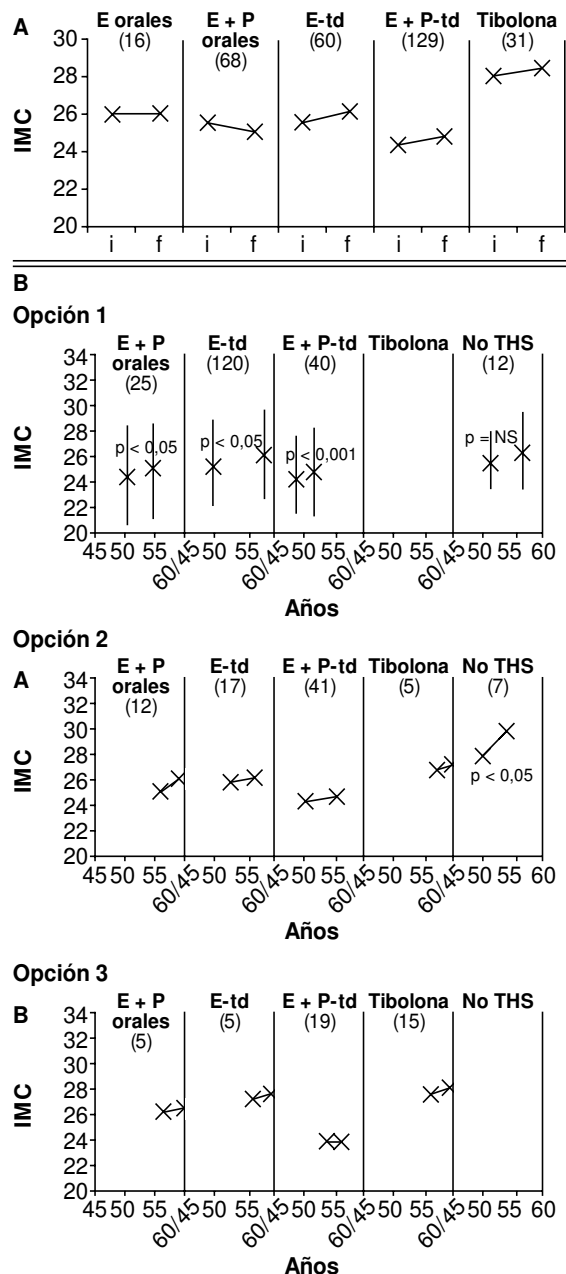 A
E orales E + P E-td E + P-td Tibolona
(16) orales (60) (129) (31)
(68)
30
28
26
24
22
20
IMC
i f i f i f i f i f
B
Opción 1
E + P E-td E + P-td Tibolona No THS
orales (120) (40) (12)
(25)
34
32
30
28
26
24
22
20
IMC
p < 0,05 p < 0,05 p < 0,001 p = NS
45 50 55 60/45 50 55 60/45 50 55 60/45 50 55 60/45 50 55 60
Años
Opción 2
A
E + P E-td E + P-td Tibolona No THS
orales (17) (41) (5) (7)
(12)
34
32
30
28
26
24
22
20
IMC
p < 0,05
45 50 55 60/45 50 55 60/45 50 55 60/45 50 55 60/45 50 55 60
Años
Opción 3
B
E + P E-td E + P-td Tibolona No THS
orales (5) (19) (15)
(5)
34
32
30
28
26
24
22
20
IMC
45 50 55 60/45 50 55 60/45 50 55 60/45 50 55 60/45 50 55 60
Años